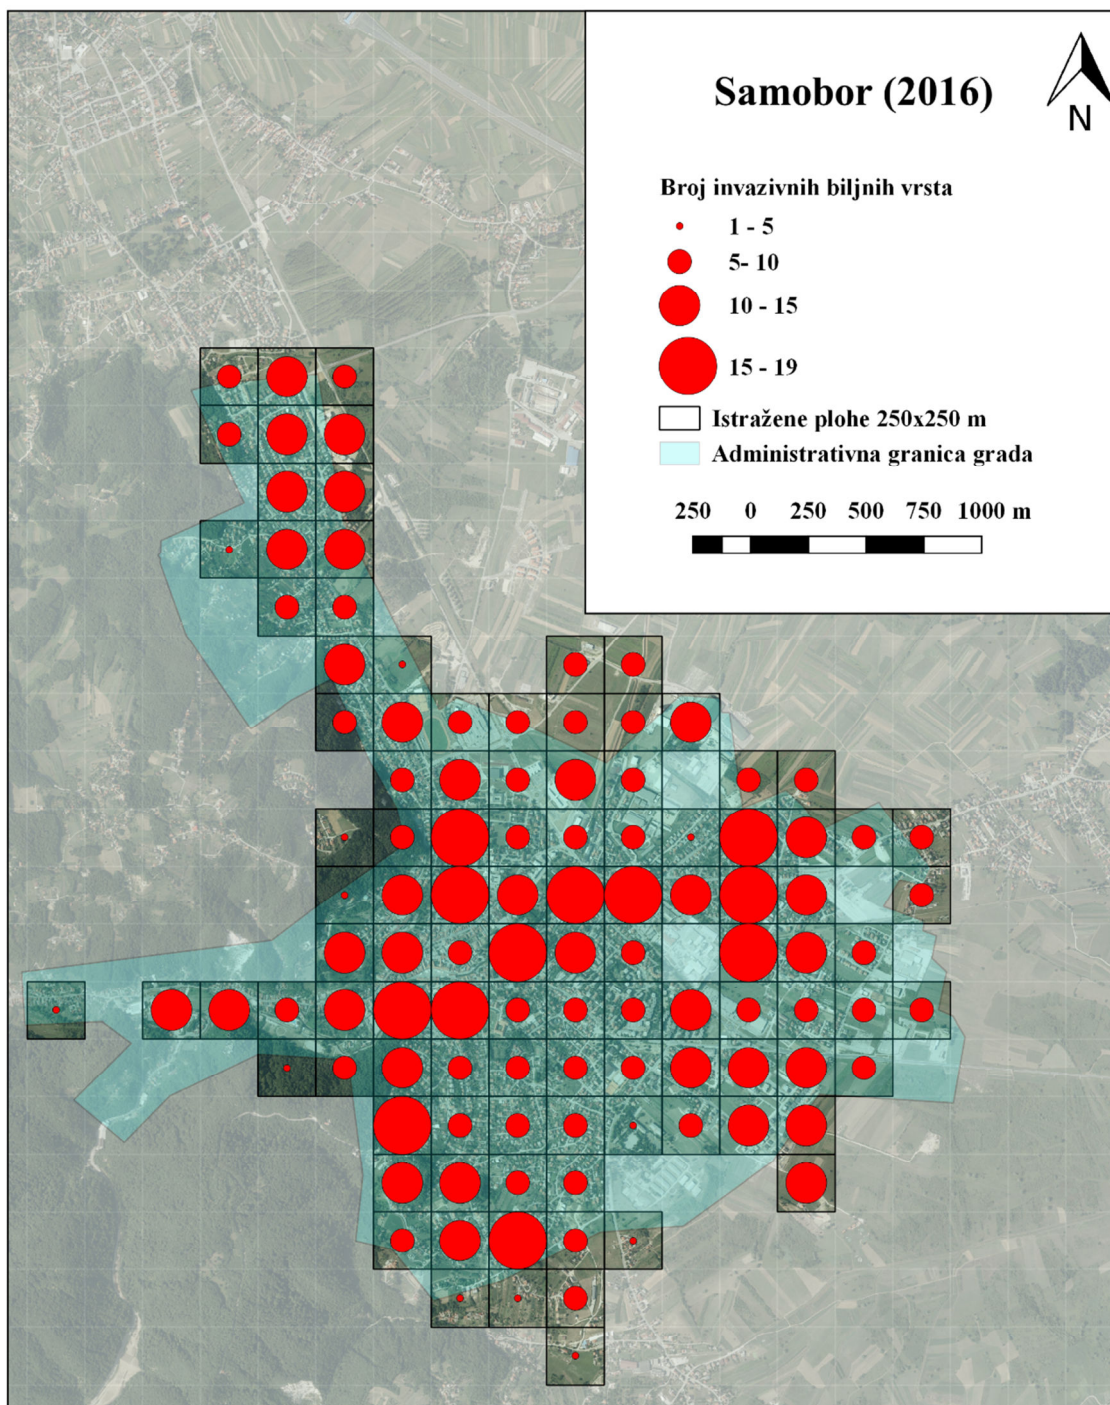 Samobor (2016)
N
Broj invazivnih biljnih vrsta
1 - 5
5- 10
10 - 15
15 - 19
Istražene plohe 250x250 m
Administrativna granica grada
250 0 250 500 750 1000 m